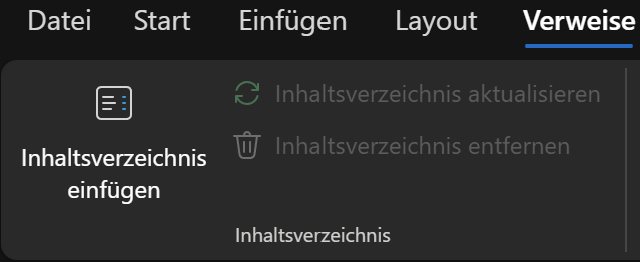 Datei Start Einfügen Layout Verweise
Inhaltsverzeichnis aktualisieren
Inhaltsverzeichnis entfernen
Inhaltsverzeichnis
einfügen
Inhaltsverzeichnis